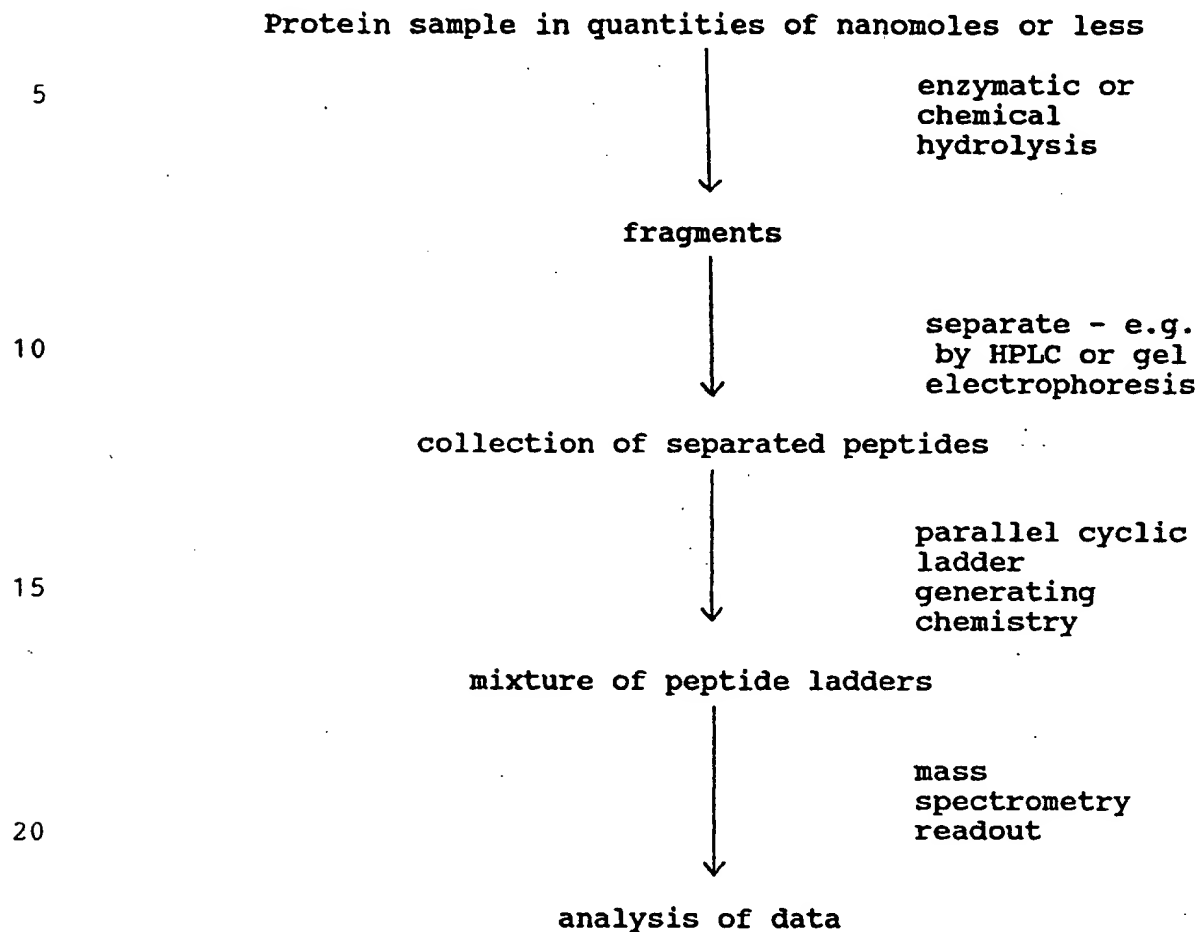 Protein sample in quantities of nanomoles or less
5
enzymatic or
chemical
hydrolysis
fragments
10
separate - e.g.
by HPLC or gel
electrophoresis
collection of separated peptides
parallel cyclic
ladder
15
generating
chemistry
mixture of peptide ladders
mass
spectrometry
20
readout
analysis of data